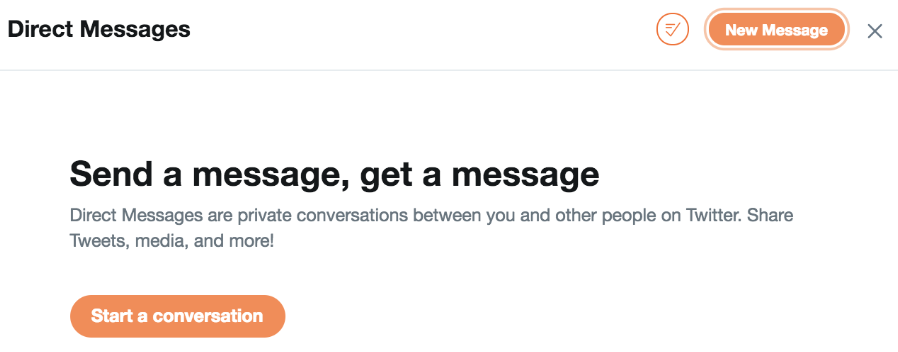 Direct Messages
New Message
Send a message, get a message
Direct Messages are private conversations between you and other people on Twitter. Share
Tweets, media, and more!
Start a conversation